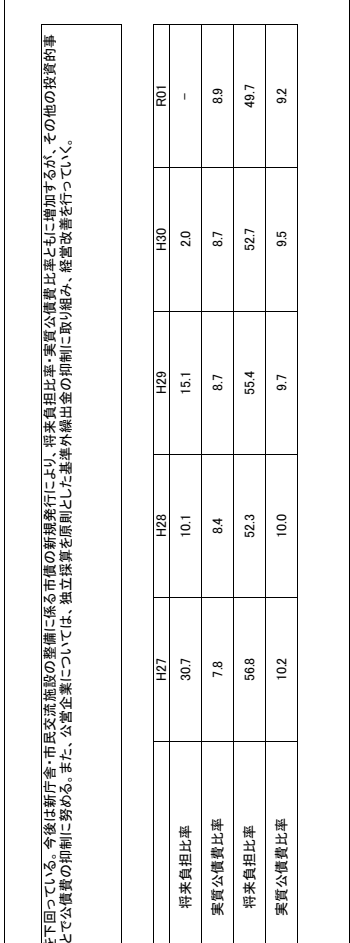 を下回っている。今後は新庁舎・市民交流施設の整備に係る市債の新規発行により、将来負担比率・実質公債費比率ともに増加するが、その他の投資的事
とで公債費の抑制に努める。また、公営企業については、独立採算を原則とした基準外繰出金の抑制に取り組み、経営改善を行っていく。
H27 H28 H29 H30 R01
将来負担比率 30.7 10.1 15.1 2.0 -
実質公債費比率 7.8 8.4 8.7 8.7 8.9
将来負担比率 56.8 52.3 55.4 52.7 49.7
実質公債費比率 10.2 10.0 9.7 9.5 9.2